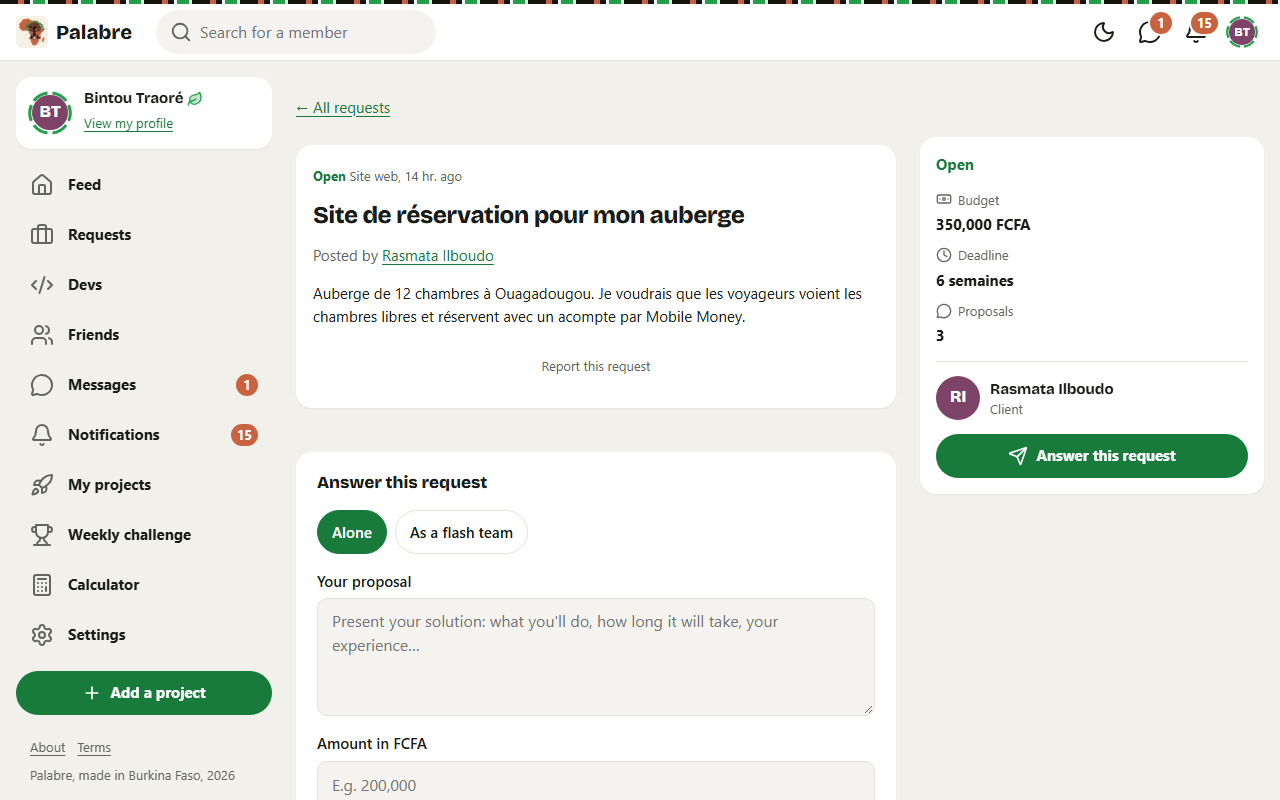 Palabre
Search for a member
1
15
BT
BT
Bintou Traoré
View my profile
Feed
Requests
Devs
Friends
Messages
1
Notifications
15
My projects
Weekly challenge
Calculator
Settings
+ Add a project
About Terms
Palabre, made in Burkina Faso, 2026
← All requests
Open Site web, 14 hr. ago
Site de réservation pour mon auberge
Posted by Rasmata Ilboudo
Auberge de 12 chambres à Ouagadougou. Je voudrais que les voyageurs voient les
chambres libres et réservent avec un acompte par Mobile Money.
Report this request
Answer this request
Alone
As a flash team
Your proposal
Present your solution: what you'll do, how long it will take, your
experience...
Amount in FCFA
E.g. 200,000
Open
Budget
350,000 FCFA
Deadline
6 semaines
Proposals
3
RI
Rasmata Ilboudo
Client
Answer this request